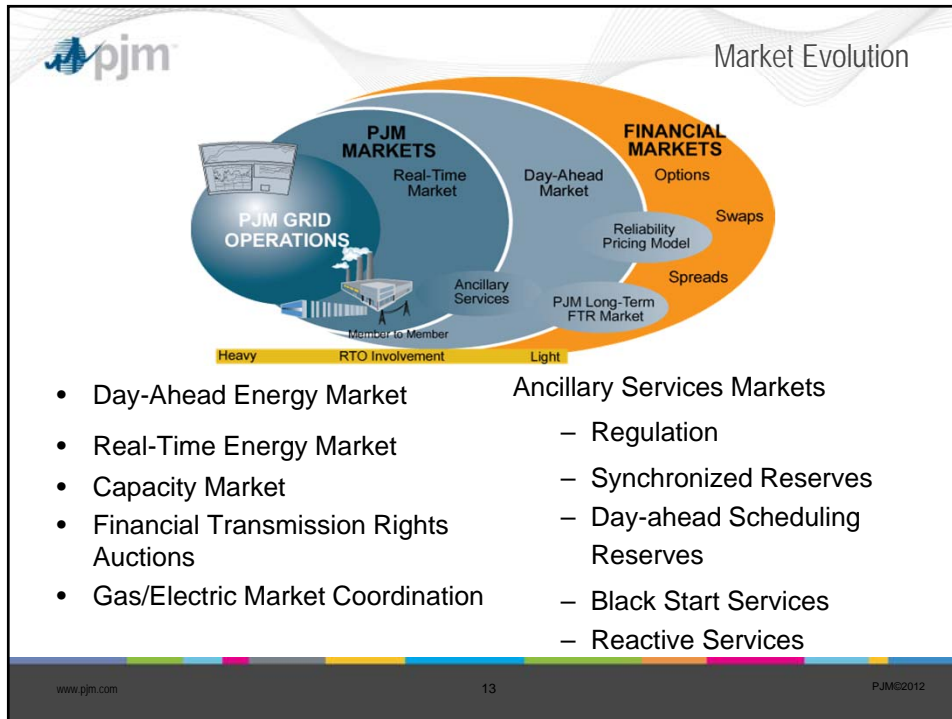 pjm
Market Evolution
PJM
MARKETS
FINANCIAL
MARKETS
Real-Time
Market
Day-Ahead
Market
Options
PJM GRID
OPERATIONS
Swaps
Reliability
Pricing Model
Spreads
Ancillary
Services
PJM Long-Term
FTR Market
Member to Member
Heavy RTO Involvement Light
• Day-Ahead Energy Market
• Real-Time Energy Market
• Capacity Market
• Financial Transmission Rights
Auctions
• Gas/Electric Market Coordination
Ancillary Services Markets
– Regulation
– Synchronized Reserves
– Day-ahead Scheduling
Reserves
– Black Start Services
– Reactive Services
www.pjm.com 13 PJM©2012